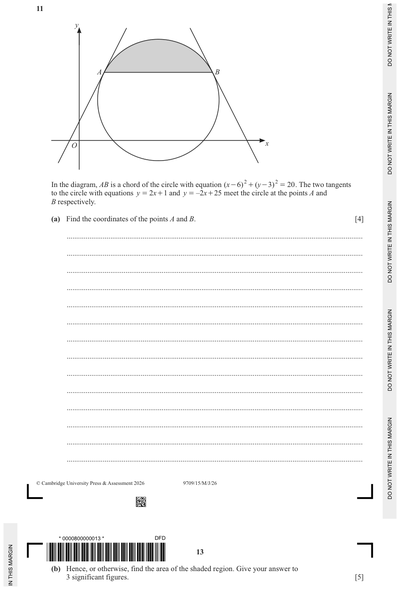 11
y
A
B
O
x
In the diagram, AB is a chord of the circle with equation (x−6)² + (y−3)² = 20. The two tangents
to the circle with equations y = 2x+1 and y = −2x+25 meet the circle at the points A and
B respectively.
(a) Find the coordinates of the points A and B. [4]
© Cambridge University Press & Assessment 2026 9709/15/M/J/26
DO NOT WRITE IN THIS MARGIN
DO NOT WRITE IN THIS MARGIN
DO NOT WRITE IN THIS MARGIN
DO NOT WRITE IN THIS MARGIN
DO NOT WRITE IN THIS M
* 0000800000013 * DFD
13
(b) Hence, or otherwise, find the area of the shaded region. Give your answer to
3 significant figures. [5]
IN THIS MARGIN